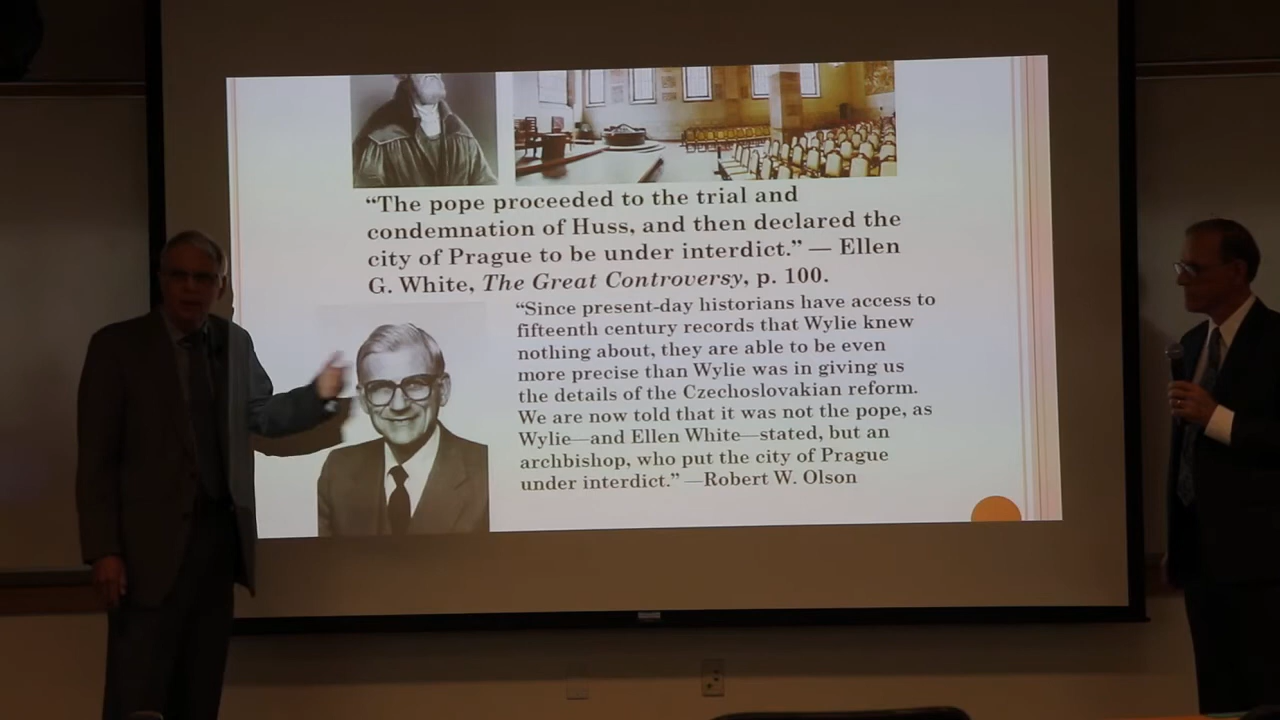 “The pope proceeded to the trial and
condemnation of Huss, and then declared the
city of Prague to be under interdict.” — Ellen
G. White, The Great Controversy, p. 100.
“Since present-day historians have access to
fifteenth century records that Wylie knew
nothing about, they are able to be even
more precise than Wylie was in giving us
the details of the Czechoslovakian reform.
We are now told that it was not the pope, as
Wylie—and Ellen White—stated, but an
archbishop, who put the city of Prague
under interdict.” —Robert W. Olson